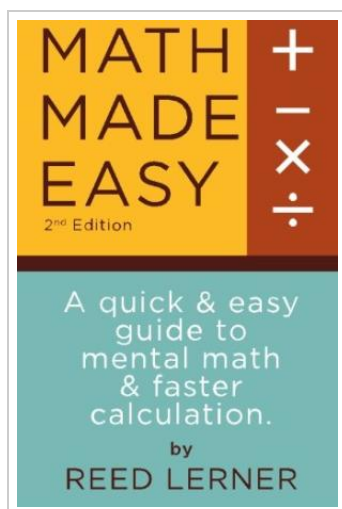 MATH
MADE
EASY
2nd Edition
+
−
×
÷
A quick & easy
guide to
mental math
& faster
calculation.
by
REED LERNER